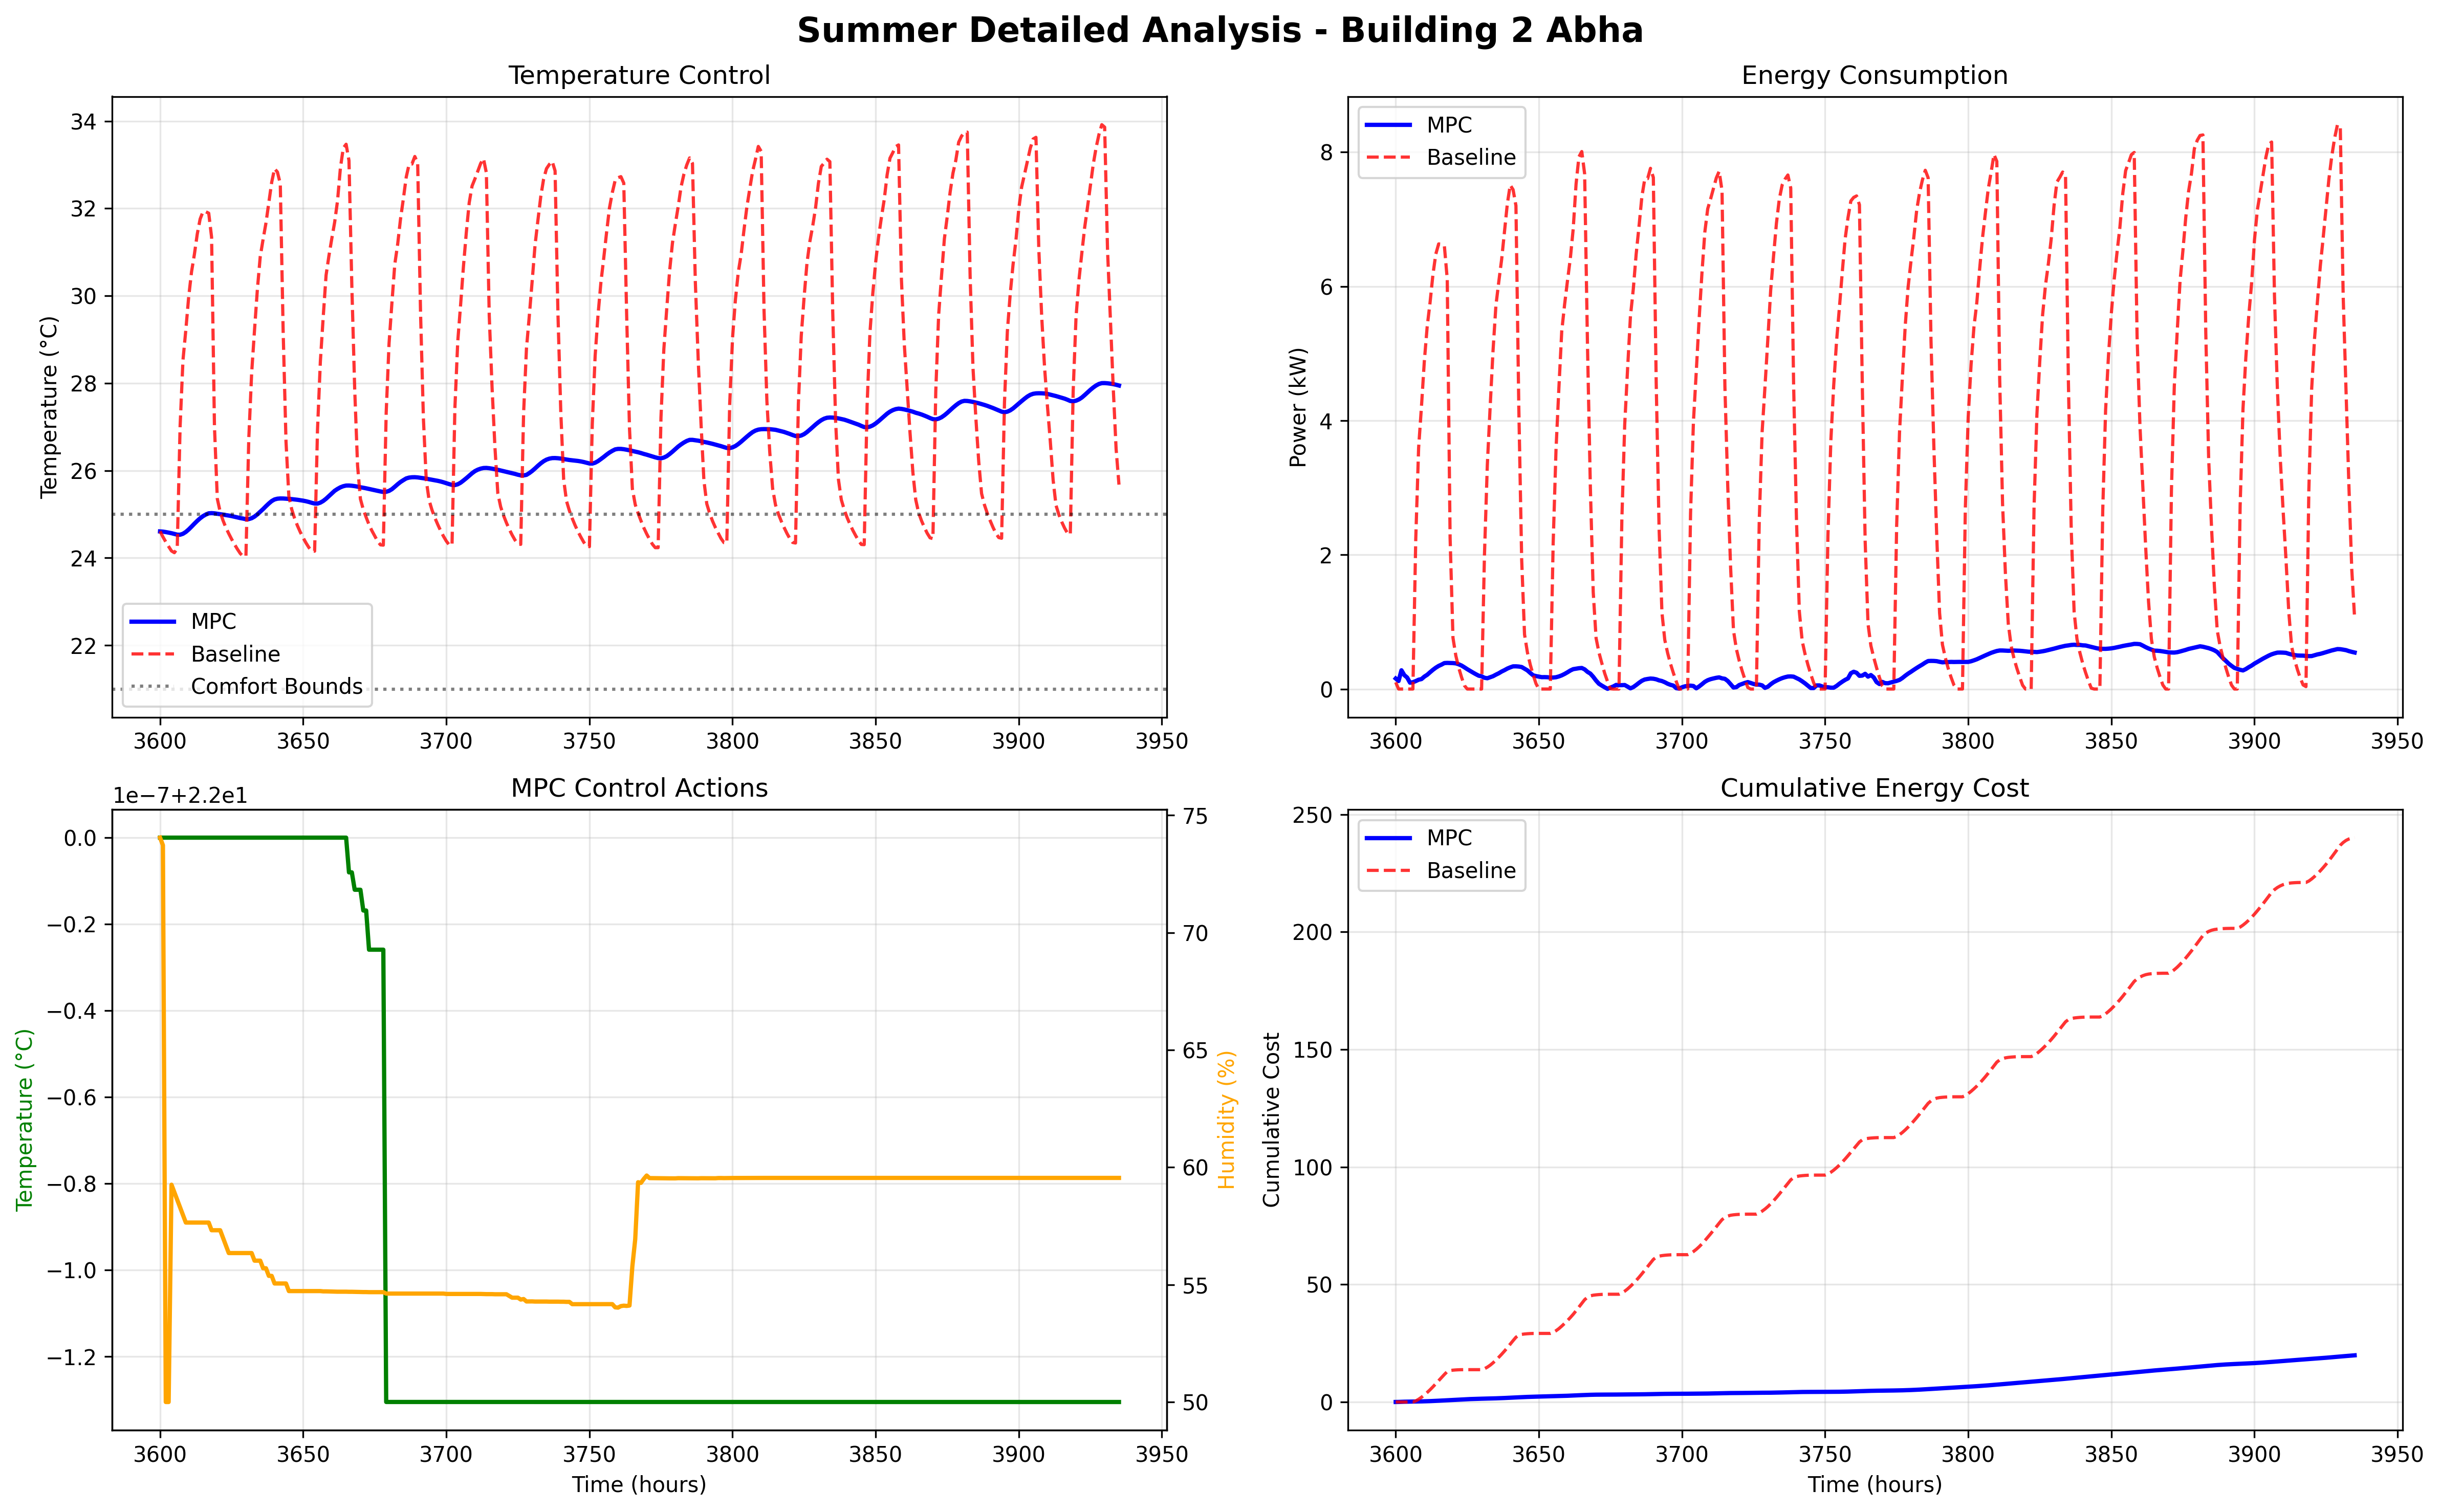 Summer Detailed Analysis - Building 2 Abha
Temperature Control
Temperature (°C)
34
32
30
28
26
24
22
MPC
Baseline
Comfort Bounds
3600 3650 3700 3750 3800 3850 3900 3950
Energy Consumption
Power (kW)
8
6
4
2
0
MPC
Baseline
3600 3650 3700 3750 3800 3850 3900 3950
MPC Control Actions
1e−7+2.2e1
Temperature (°C)
0.0
−0.2
−0.4
−0.6
−0.8
−1.0
−1.2
75
70
65
60
55
50
Humidity (%)
3600 3650 3700 3750 3800 3850 3900 3950
Time (hours)
Cumulative Energy Cost
Cumulative Cost
250
200
150
100
50
0
MPC
Baseline
3600 3650 3700 3750 3800 3850 3900 3950
Time (hours)